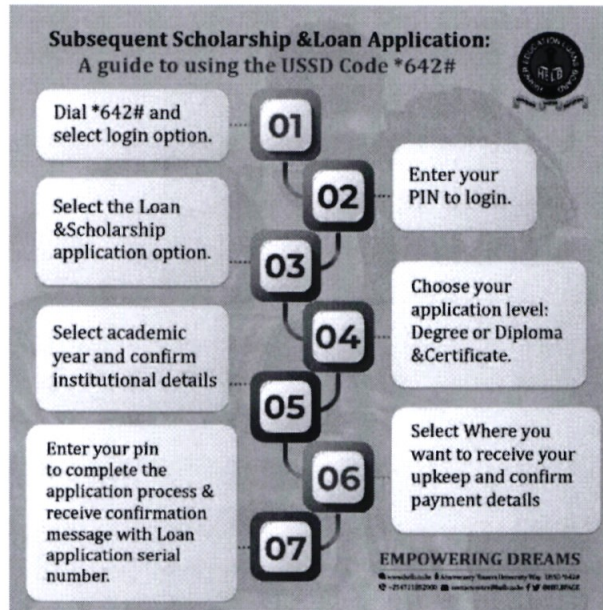 Subsequent Scholarship &Loan Application:
A guide to using the USSD Code *642#
HELB
Dial *642# and
select login option.
01
02
Enter your
PIN to login.
Select the Loan
&Scholarship
application option.
03
04
Choose your
application level:
Degree or Diploma
&Certificate.
Select academic
year and confirm
institutional details
05
06
Select Where you
want to receive your
upkeep and confirm
payment details
Enter your pin
to complete the
application process &
receive confirmation
message with Loan
application serial
number.
07
EMPOWERING DREAMS